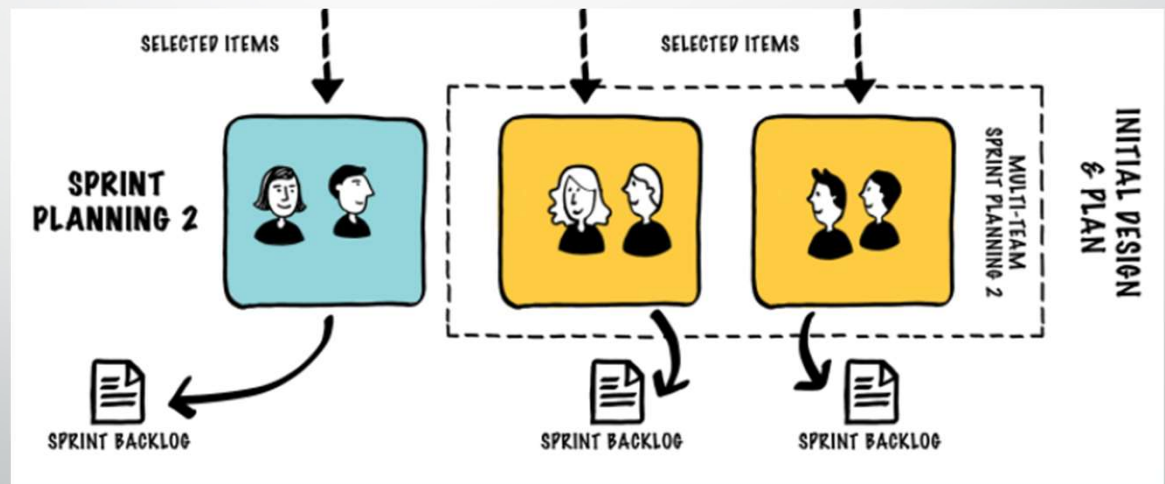 SELECTED ITEMS
SELECTED ITEMS
SPRINT
PLANNING 2
MULTI-TEAM
SPRINT PLANNING 2
INITIAL DESIGN
& PLAN
SPRINT BACKLOG
SPRINT BACKLOG
SPRINT BACKLOG